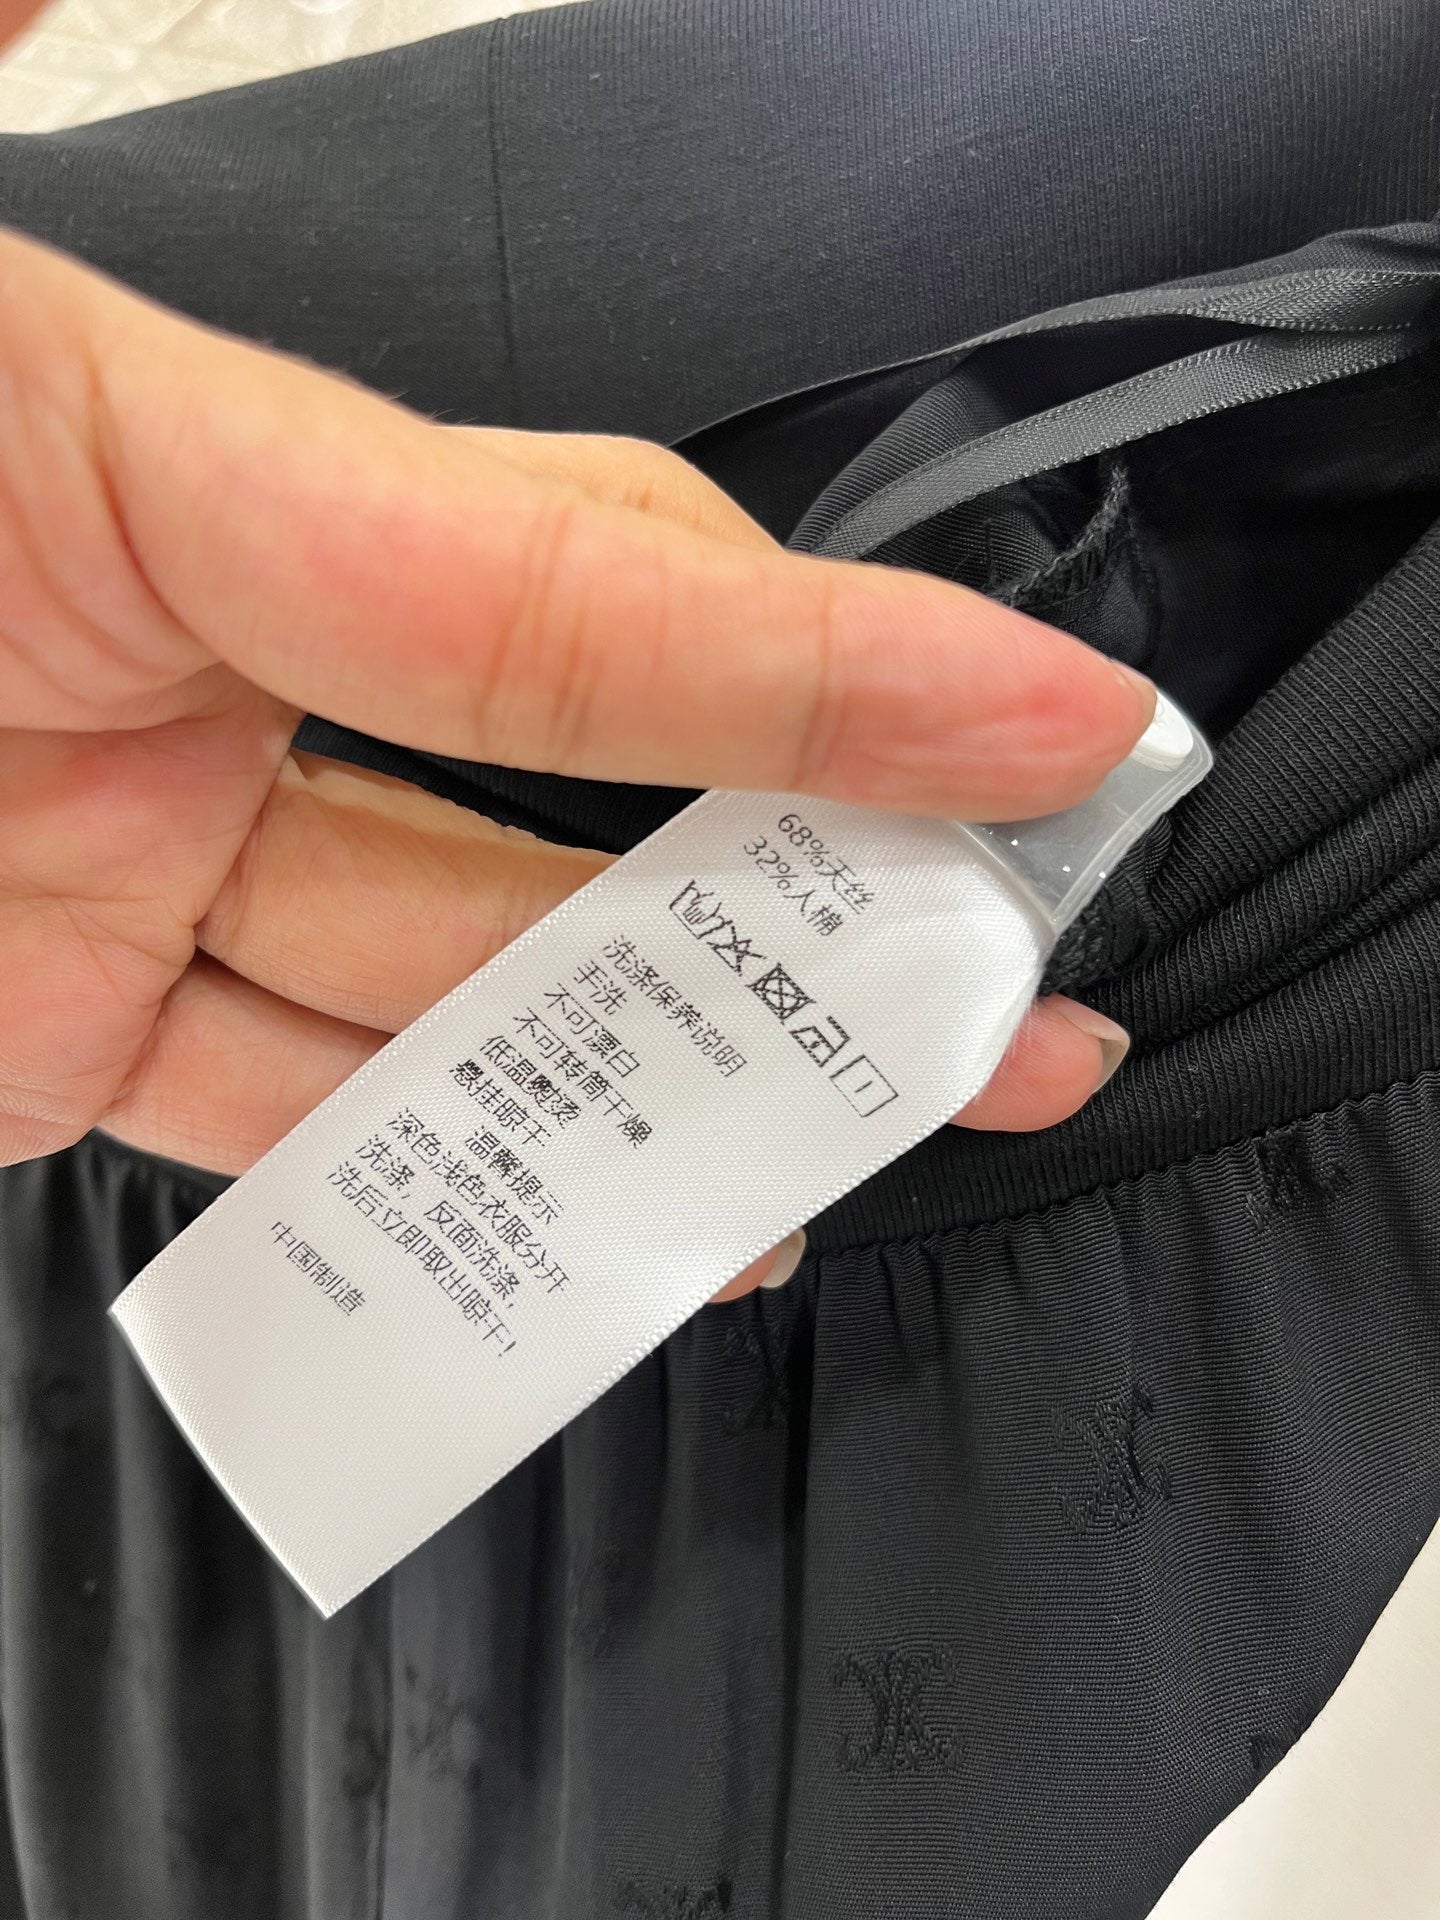 68%天丝
32%人棉
洗涤保养说明
手洗
不可漂白
不可转筒干燥
低温熨烫
悬挂晾干
温馨提示
深色浅色衣服分开
洗涤，反面洗涤，
洗后立即取出晾干！
中国制造